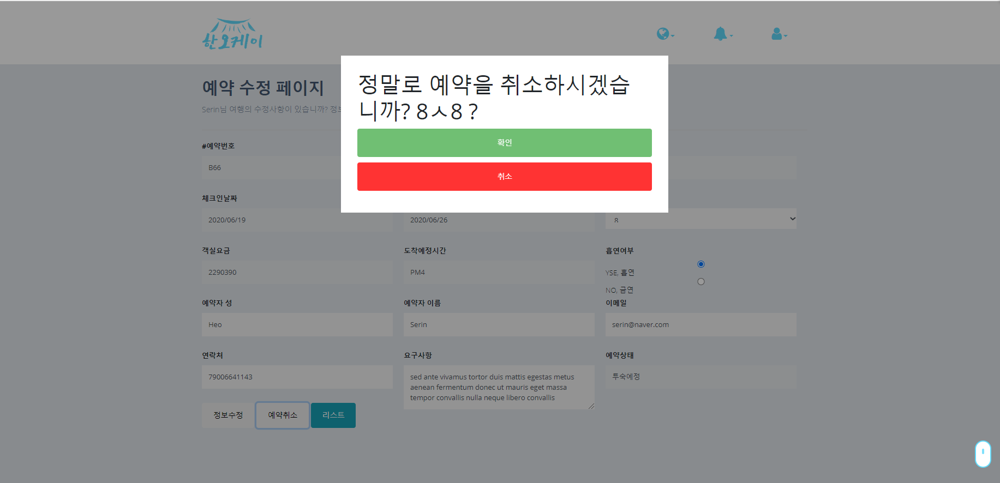 한오케이
정말로 예약을 취소하시겠습
니까? 8ㅅ8 ?
확인
취소
예약 수정 페이지
Serin님 여행의 수정사항이 있습니까?
#예약번호
B66
체크인날짜
2020/06/19
2020/06/26
8
객실요금
도착예정시간
흡연여부
2290390
PM4
YSE, 흡연
NO, 금연
예약자 성
예약자 이름
이메일
Heo
Serin
serin@naver.com
연락처
요구사항
예약상태
79006641143
sed ante vivamus tortor duis mattis egestas metus
aenean fermentum donec ut mauris eget massa
tempor convallis nulla neque libero convallis
투숙예정
정보수정
예약취소
리스트